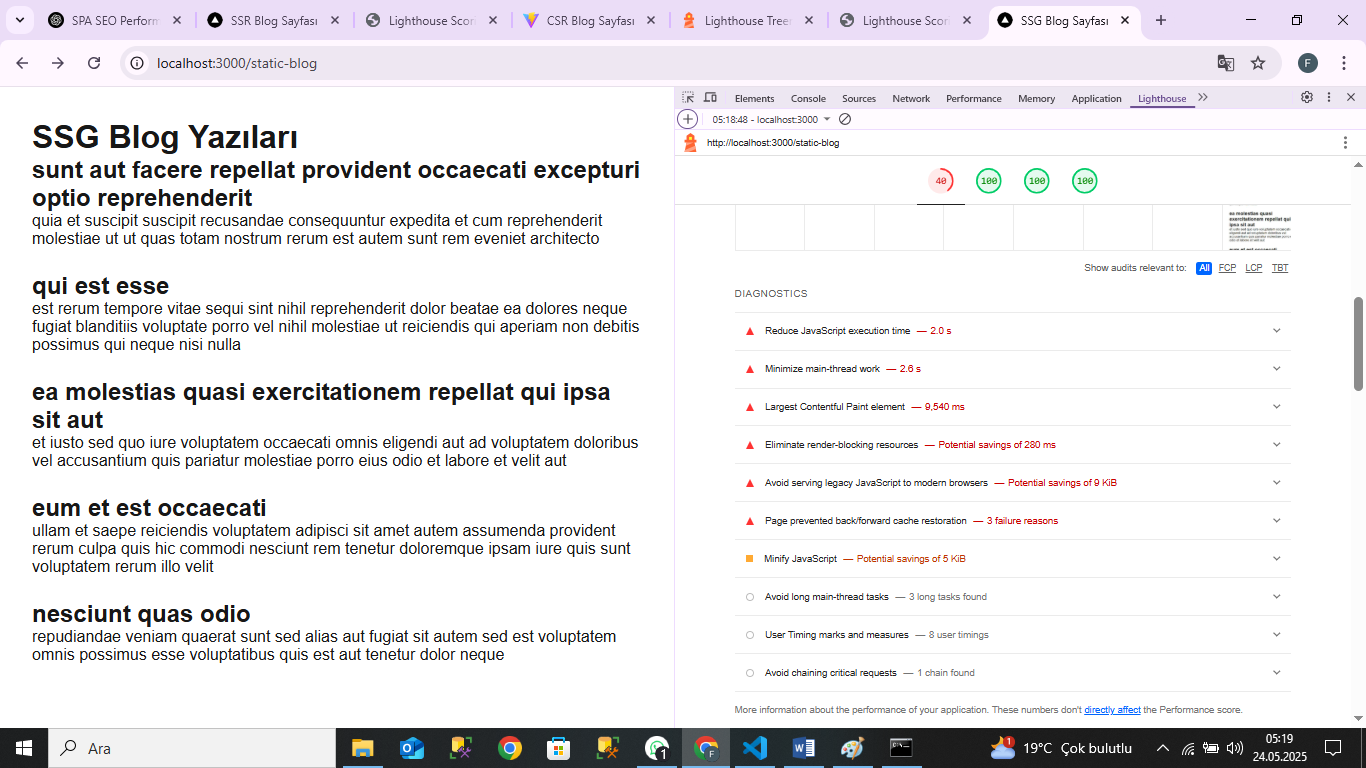 SPA SEO Perform
SSR Blog Sayfası
Lighthouse Scor
CSR Blog Sayfası
Lighthouse Treem
Lighthouse Scor
SSG Blog Sayfası
localhost:3000/static-blog
F
SSG Blog Yazıları
sunt aut facere repellat provident occaecati excepturi
optio reprehenderit
quia et suscipit suscipit recusandae consequuntur expedita et cum reprehenderit
molestiae ut ut quas totam nostrum rerum est autem sunt rem eveniet architecto
qui est esse
est rerum tempore vitae sequi sint nihil reprehenderit dolor beatae ea dolores neque
fugiat blanditiis voluptate porro vel nihil molestiae ut reiciendis qui aperiam non debitis
possimus qui neque nisi nulla
ea molestias quasi exercitationem repellat qui ipsa
sit aut
et iusto sed quo iure voluptatem occaecati omnis eligendi aut ad voluptatem doloribus
vel accusantium quis pariatur molestiae porro eius odio et labore et velit aut
eum et est occaecati
ullam et saepe reiciendis voluptatem adipisci sit amet autem assumenda provident
rerum culpa quis hic commodi nesciunt rem tenetur doloremque ipsam iure quis sunt
voluptatem rerum illo velit
nesciunt quas odio
repudiandae veniam quaerat sunt sed alias aut fugiat sit autem sed est voluptatem
omnis possimus esse voluptatibus quis est aut tenetur dolor neque
Elements Console Sources Network Performance Memory Application Lighthouse
05:18:48 - localhost:3000
http://localhost:3000/static-blog
40 100 100 100
ea molestias quasi
exercitationem repellat qui
ipsa sit aut
Show audits relevant to: All FCP LCP TBT
DIAGNOSTICS
Reduce JavaScript execution time — 2.0 s
Minimize main-thread work — 2.6 s
Largest Contentful Paint element — 9,540 ms
Eliminate render-blocking resources — Potential savings of 280 ms
Avoid serving legacy JavaScript to modern browsers — Potential savings of 9 KiB
Page prevented back/forward cache restoration — 3 failure reasons
Minify JavaScript — Potential savings of 5 KiB
Avoid long main-thread tasks — 3 long tasks found
User Timing marks and measures — 8 user timings
Avoid chaining critical requests — 1 chain found
More information about the performance of your application. These numbers don't directly affect the Performance score.
Ara
1
1
19°C Çok bulutlu
05:19
24.05.2025